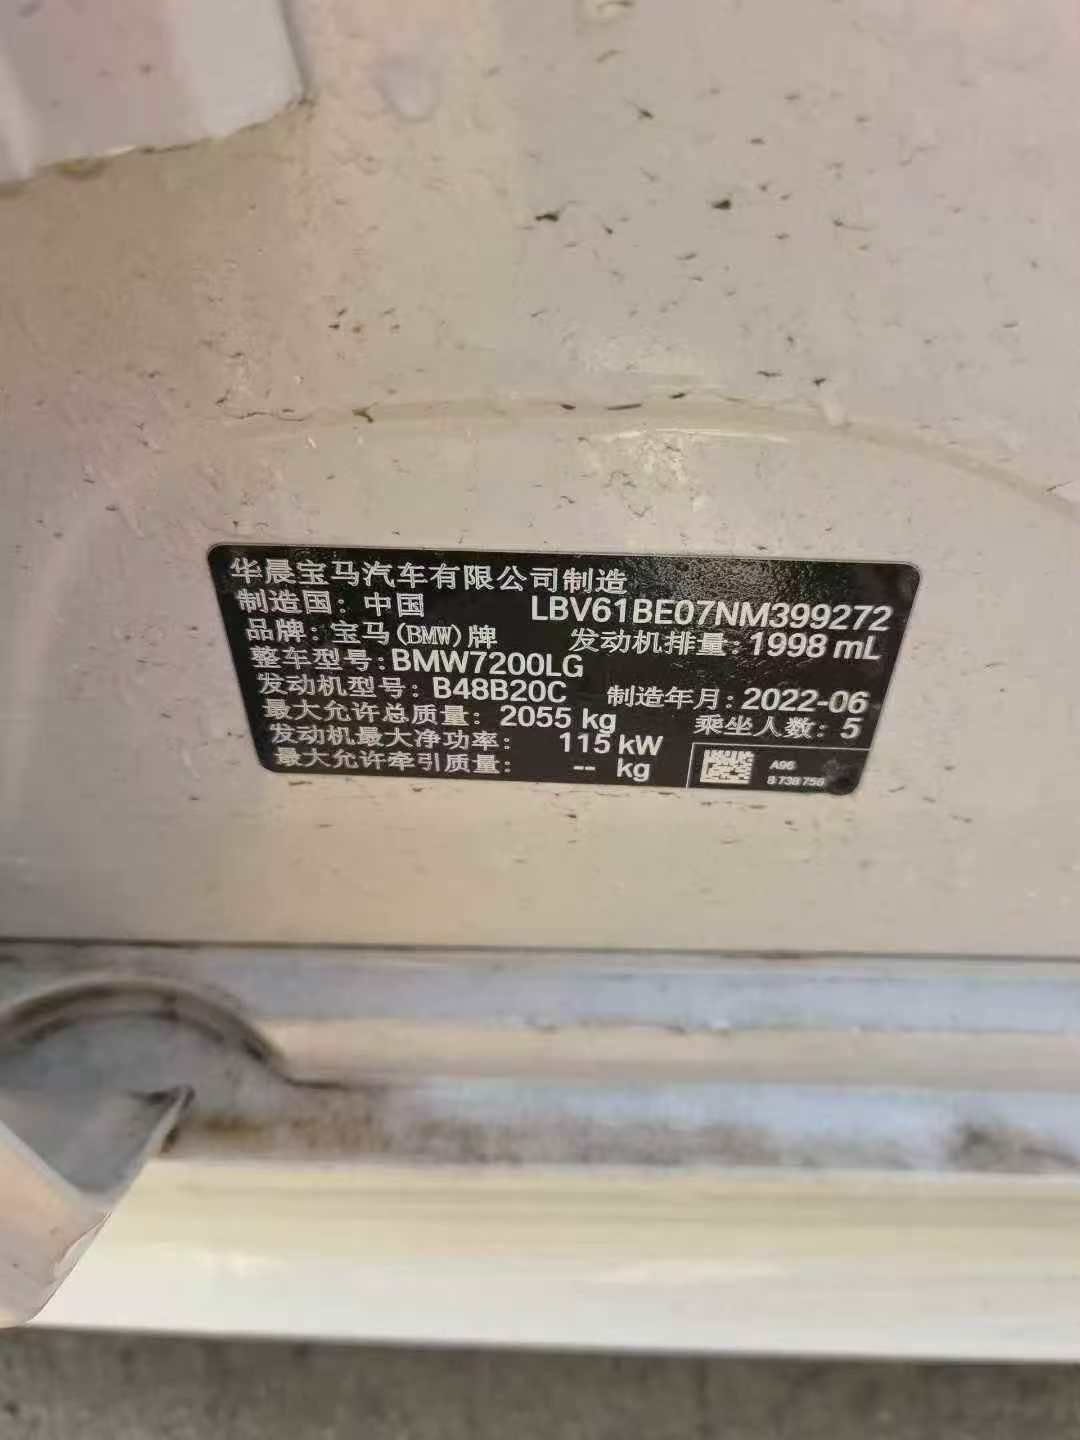 华晨宝马汽车有限公司制造
制造国：中国 LBV61BE07NM399272
品牌：宝马(BMW)牌 发动机排量：1998 mL
整车型号：BMW7200LG
发动机型号：B48B20C 制造年月：2022-06
最大允许总质量：2055 kg 乘坐人数：5
发动机最大净功率：115 kW
最大允许牵引质量：-- kg
A96
8 738 756